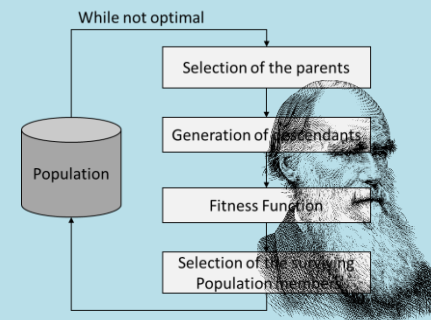 While not optimal
Selection of the parents
Generation of descendants
Population
Fitness Function
Selection of the surviving
Population members